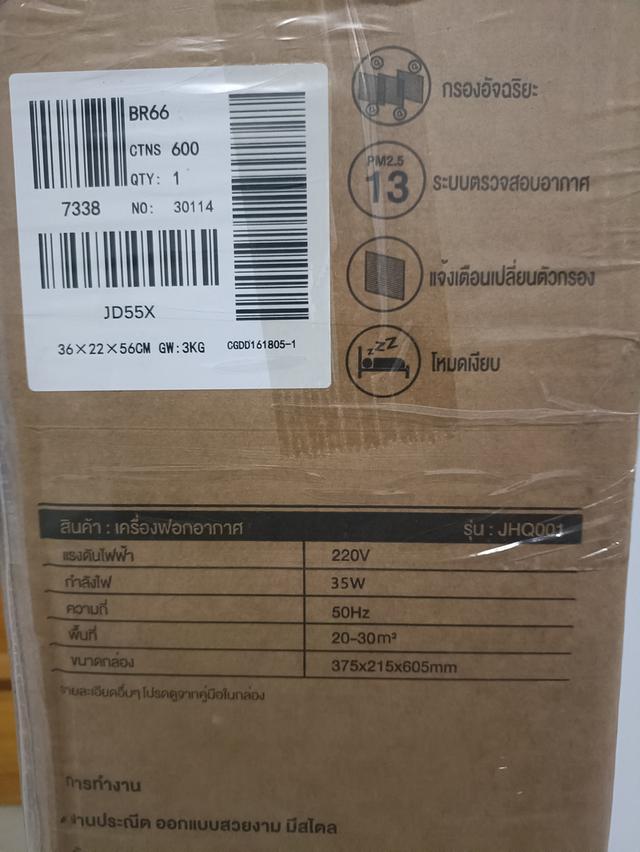 BR66
CTNS 600
QTY: 1
7338 NO: 30114
JD55X
36×22×56CM GW:3KG CGDD161805-1
กรองอัจฉริยะ
PM2.5
13
ระบบตรวจสอบอากาศ
แจ้งเตือนเปลี่ยนตัวกรอง
zzZZ
โหมดเงียบ
สินค้า : เครื่องฟอกอากาศ รุ่น : JHQ001
แรงดันไฟฟ้า 220V
กำลังไฟ 35W
ความถี่ 50Hz
พื้นที่ 20-30m²
ขนาดกล่อง 375x215x605mm
รายละเอียดอื่นๆ โปรดดูจากคู่มือในกล่อง
การทำงาน
งานประณีต ออกแบบสวยงาม มีสไตล